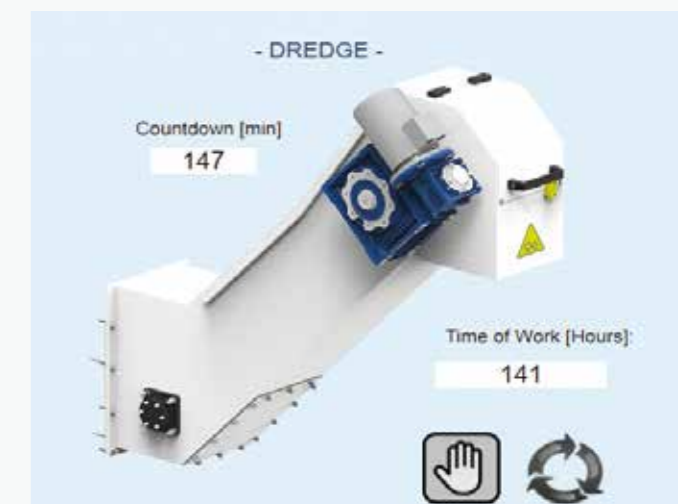 - DREDGE -
Countdown [min]
147
Time of Work [Hours]:
141